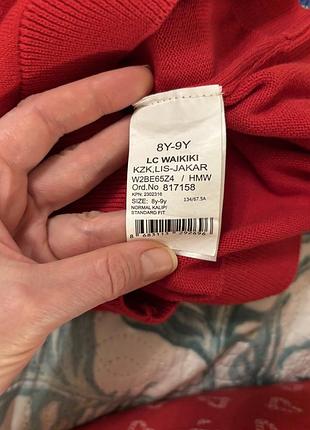 8Y-9Y
LC WAIKIKI
KZK,LIS-JAKAR
W2BE65Z4 / HMW
Ord.No 817158
KPN: 2302316
SIZE: 8y-9y 134/67.5A
NORMAL KALIP/
STANDARD FIT